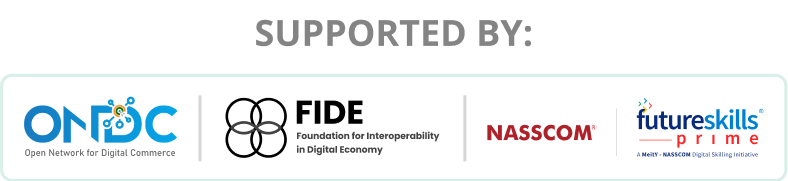 SUPPORTED BY:
ONDC
Open Network for Digital Commerce
FIDE
Foundation for Interoperability
in Digital Economy
NASSCOM®
futureskills®
prime
A MeitY - NASSCOM Digital Skilling Initiative